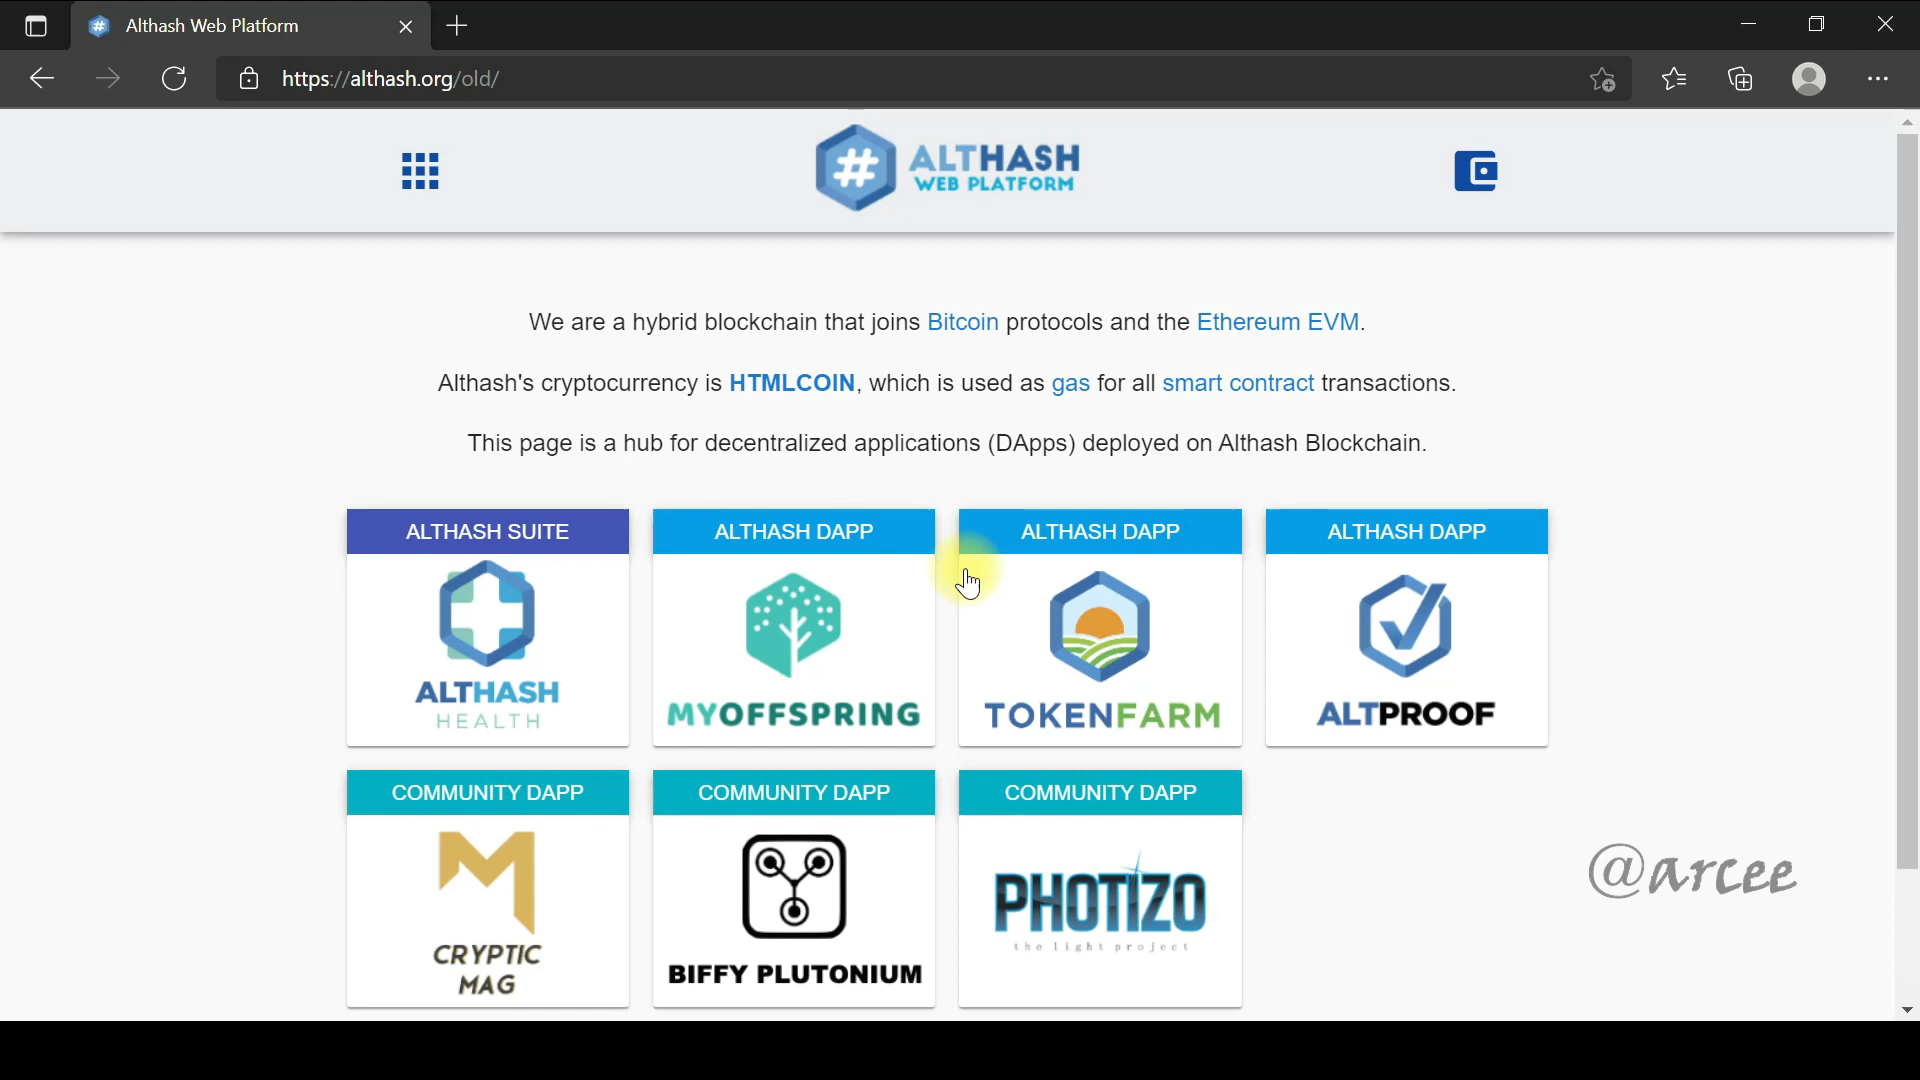 Althash Web Platform
https://althash.org/old/
ALTHASH
WEB PLATFORM
We are a hybrid blockchain that joins Bitcoin protocols and the Ethereum EVM.
Althash's cryptocurrency is HTMLCOIN, which is used as gas for all smart contract transactions.
This page is a hub for decentralized applications (DApps) deployed on Althash Blockchain.
ALTHASH SUITE
ALTHASH DAPP
ALTHASH DAPP
ALTHASH DAPP
ALTHASH
HEALTH
MYOFFSPRING
TOKENFARM
ALTPROOF
COMMUNITY DAPP
COMMUNITY DAPP
COMMUNITY DAPP
CRYPTIC
MAG
BIFFY PLUTONIUM
PHOTIZO
the light project
@arcee